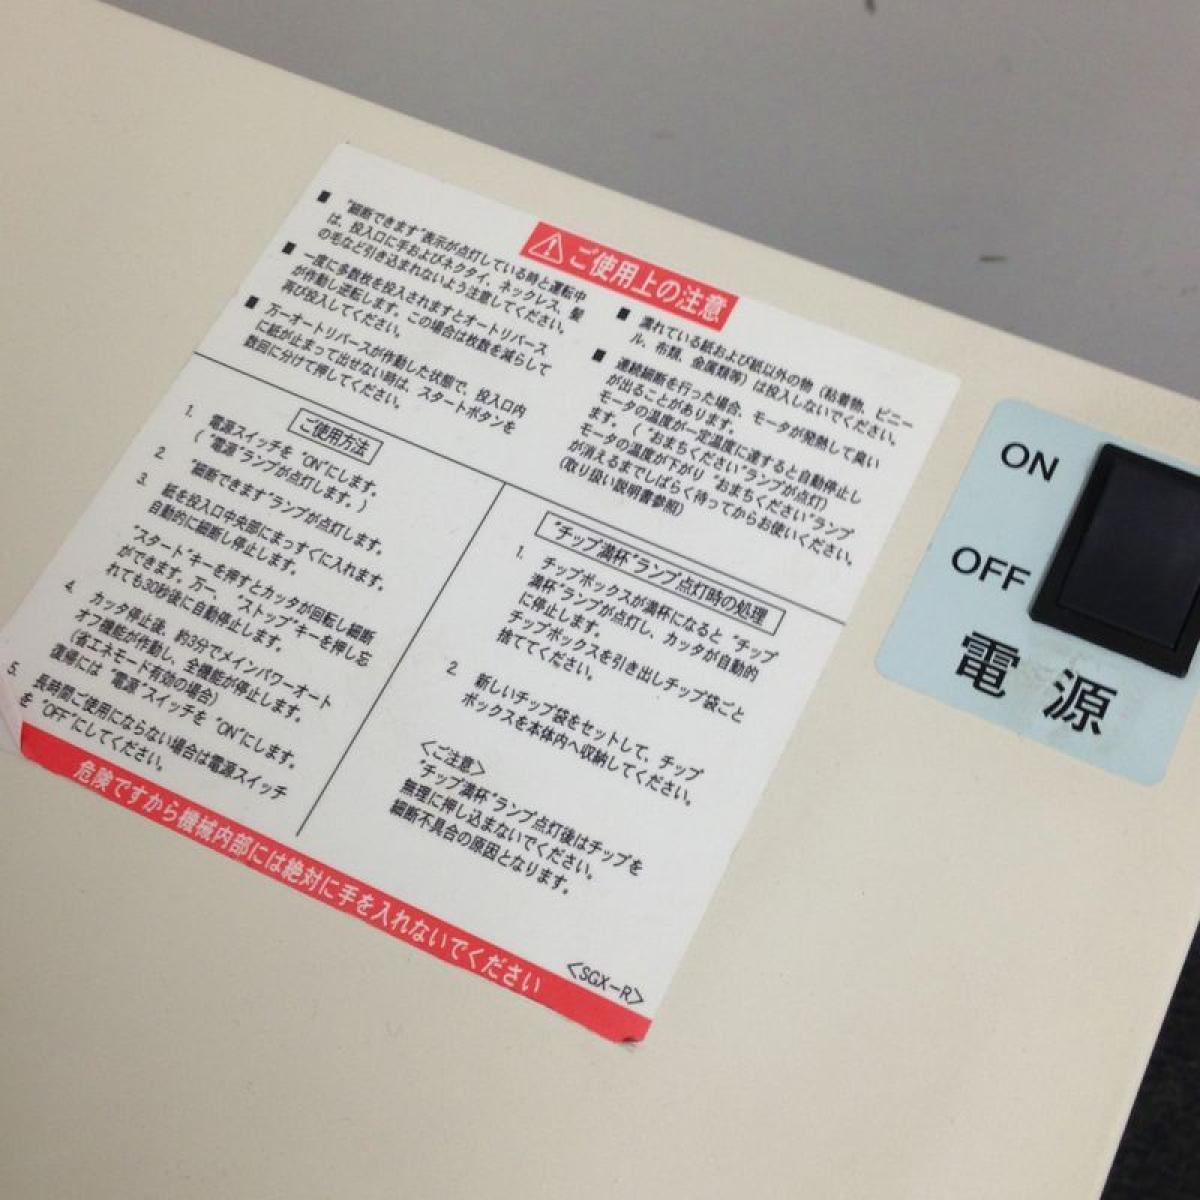 ⚠ご使用上の注意
■ “細断できます”表示が点灯している時と運転中
は、投入口に手およびネクタイ、ネックレス、髪
の毛など引き込まれないよう注意してください。
■ 一度に多数枚を投入されますとオートリバース
が作動し逆転します。この場合は枚数を減らして
再び投入してください。
■ 万一オートリバースが作動した状態で、投入口内
に紙が止まって出せない時は、スタートボタンを
数回に分けて押してください。
■ 濡れている紙および紙以外の物（粘着物、ビニー
ル、布類、金属類等）は投入しないでください。
■ 連続細断を行った場合、モータが発熱して臭い
が出ることがあります。
モータの温度が一定温度に達すると自動停止し
ます。（“おまちください”ランプが点灯）
モータの温度が下がり“おまちください”ランプ
が消えるまでしばらく待ってからお使いください。
(取り扱い説明書参照)
ご使用方法
1. 電源スイッチを“ON”にします。
(“電源”ランプが点灯します。)
2. “細断できます”ランプが点灯します。
3. 紙を投入口中央部にまっすぐに入れます。
自動的に細断し停止します。
“スタート”キーを押すとカッタが回転し細断
ができます。万一、“ストップ”キーを押し忘
れても30秒後に自動停止します。
4. カッタ停止後、約3分でメインパワーオート
オフ機能が作動し、全機能が停止します。
(省エネモード有効の場合)
復帰には“電源”スイッチを“ON”にします。
5. 長時間ご使用にならない場合は電源スイッチ
を“OFF”にしてください。
“チップ満杯”ランプ点灯時の処理
1. チップボックスが満杯になると“チップ
満杯”ランプが点灯し、カッタが自動的
に停止します。
チップボックスを引き出しチップ袋ごと
捨ててください。
2. 新しいチップ袋をセットして、チップ
ボックスを本体内へ収納してください。
<ご注意>
“チップ満杯”ランプ点灯後はチップを
無理に押し込まないでください。
細断不具合の原因となります。
<SGX-R>
危険ですから機械内部には絶対に手を入れないでください
ON
OFF
電源